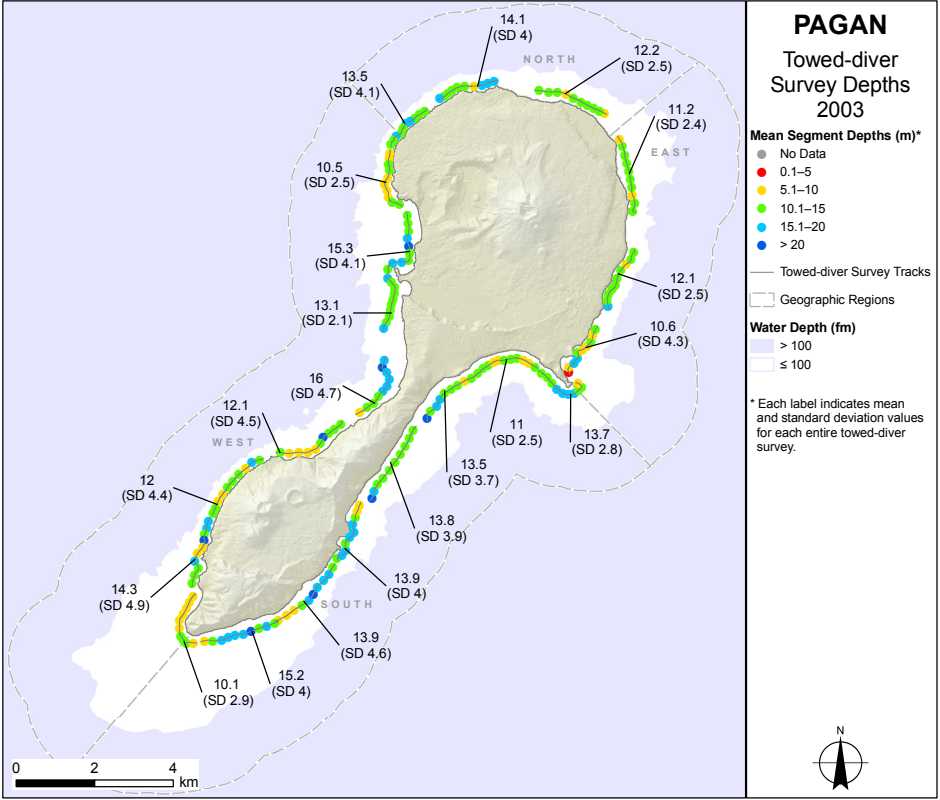 14.1
(SD 4)
NORTH
12.2
(SD 2.5)
13.5
(SD 4.1)
11.2
(SD 2.4)
EAST
10.5
(SD 2.5)
15.3
(SD 4.1)
12.1
(SD 2.5)
13.1
(SD 2.1)
10.6
(SD 4.3)
16
(SD 4.7)
12.1
(SD 4.5)
WEST
11
(SD 2.5)
13.7
(SD 2.8)
13.5
(SD 3.7)
12
(SD 4.4)
13.8
(SD 3.9)
14.3
(SD 4.9)
13.9
(SD 4)
SOUTH
13.9
(SD 4.6)
15.2
(SD 4)
10.1
(SD 2.9)
0 2 4
km
PAGAN
Towed-diver
Survey Depths
2003
Mean Segment Depths (m)*
No Data
0.1–5
5.1–10
10.1–15
15.1–20
> 20
Towed-diver Survey Tracks
Geographic Regions
Water Depth (fm)
> 100
≤ 100
* Each label indicates mean
and standard deviation values
for each entire towed-diver
survey.
N